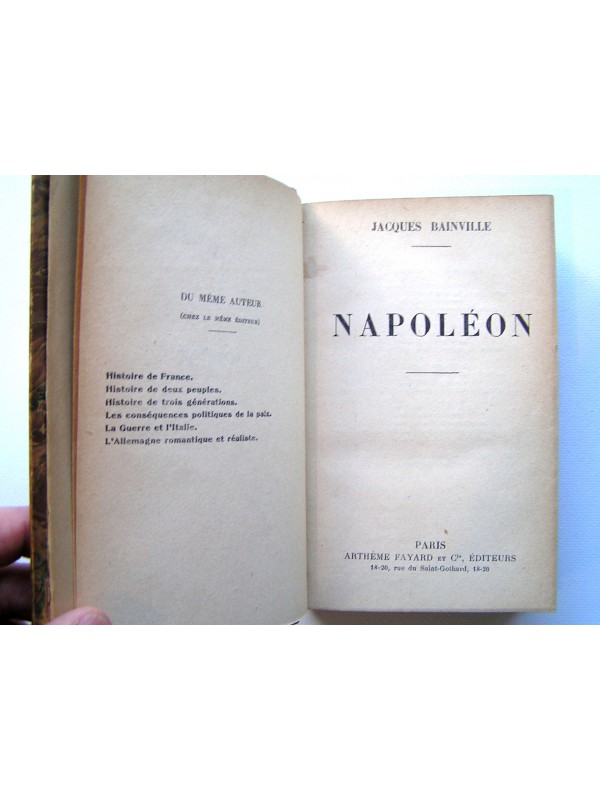 DU MÊME AUTEUR
(CHEZ LE MÊME ÉDITEUR)
Histoire de France.
Histoire de deux peuples.
Histoire de trois générations.
Les conséquences politiques de la paix.
La Guerre et l'Italie.
L'Allemagne romantique et réaliste.
JACQUES BAINVILLE
NAPOLÉON
PARIS
ARTHÈME FAYARD ET Cie, ÉDITEURS
18-20, rue du Saint-Gothard, 18-20